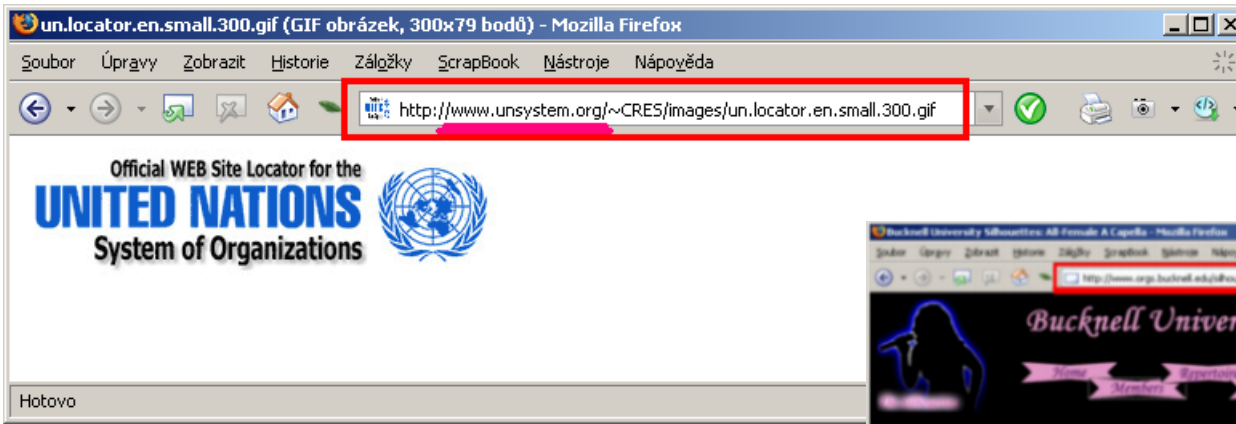 un.locator.en.small.300.gif (GIF obrázek, 300x79 bodů) - Mozilla Firefox
Soubor Úpravy Zobrazit Historie Záložky ScrapBook Nástroje Nápověda
http://www.unsystem.org/~CRES/images/un.locator.en.small.300.gif
Official WEB Site Locator for the
UNITED NATIONS
System of Organizations
Hotovo
Bucknell University Silhouettes: All-Female A Capella - Mozilla Firefox
Soubor Úpravy Zobrazit Historie Záložky ScrapBook Nástroje
http://www.orgs.bucknell.edu/silhou
Bucknell Univer
Home Repertoire
Members